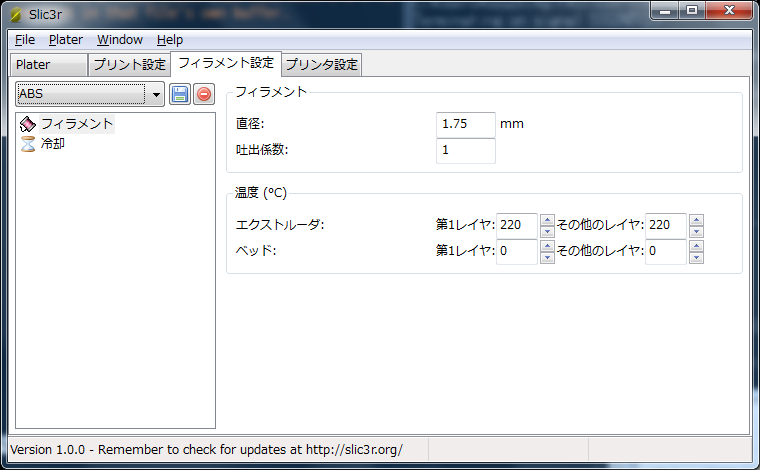 Slic3r
File Plater Window Help
Plater プリント設定 フィラメント設定 プリンタ設定
ABS
フィラメント
冷却
フィラメント
直径: 1.75 mm
吐出係数: 1
温度 (°C)
エクストルーダ: 第1レイヤ: 220 その他のレイヤ: 220
ベッド: 第1レイヤ: 0 その他のレイヤ: 0
Version 1.0.0 - Remember to check for updates at http://slic3r.org/